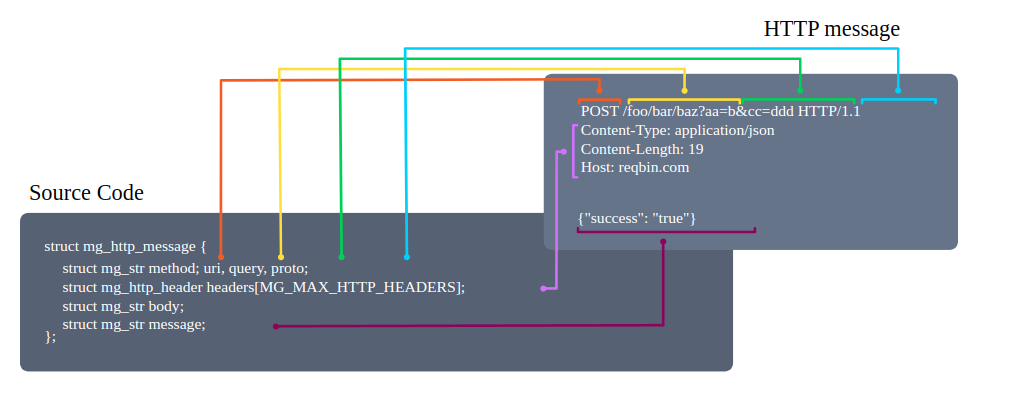 HTTP message
POST /foo/bar/baz?aa=b&cc=ddd HTTP/1.1
Content-Type: application/json
Content-Length: 19
Host: reqbin.com
{"success": "true"}
Source Code
struct mg_http_message {
struct mg_str method; uri, query, proto;
struct mg_http_header headers[MG_MAX_HTTP_HEADERS];
struct mg_str body;
struct mg_str message;
};